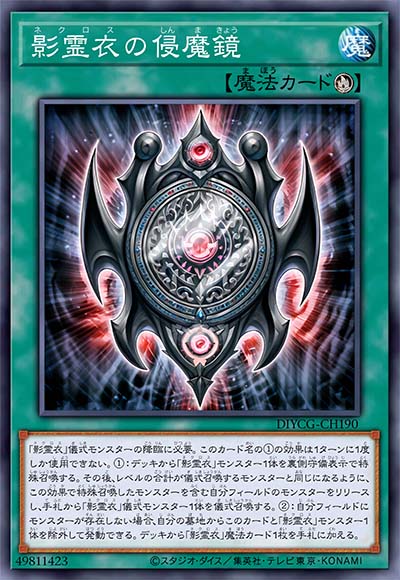 ネクロス しんまきょう
影霊衣の侵魔鏡
魔
まほう
【魔法カード】
DIYCG-CH190
「影霊衣」儀式モンスターの降臨に必要。このカード名の①の効果は1ターンに1度
しか使用できない。①:デッキから「影霊衣」モンスター1体を裏側守備表示で特
殊召喚する。その後、レベルの合計が儀式召喚するモンスターと同じになるように、
この効果で特殊召喚したモンスターを含む自分フィールドのモンスターをリリース
し、手札から「影霊衣」儀式モンスター1体を儀式召喚する。②:自分フィールドに
モンスターが存在しない場合、自分の墓地からこのカードと「影霊衣」モンスター1
体を除外して発動できる。デッキから「影霊衣」魔法カード1枚を手札に加える。
49811423
©スタジオ・ダイス/集英社・テレビ東京・KONAMI